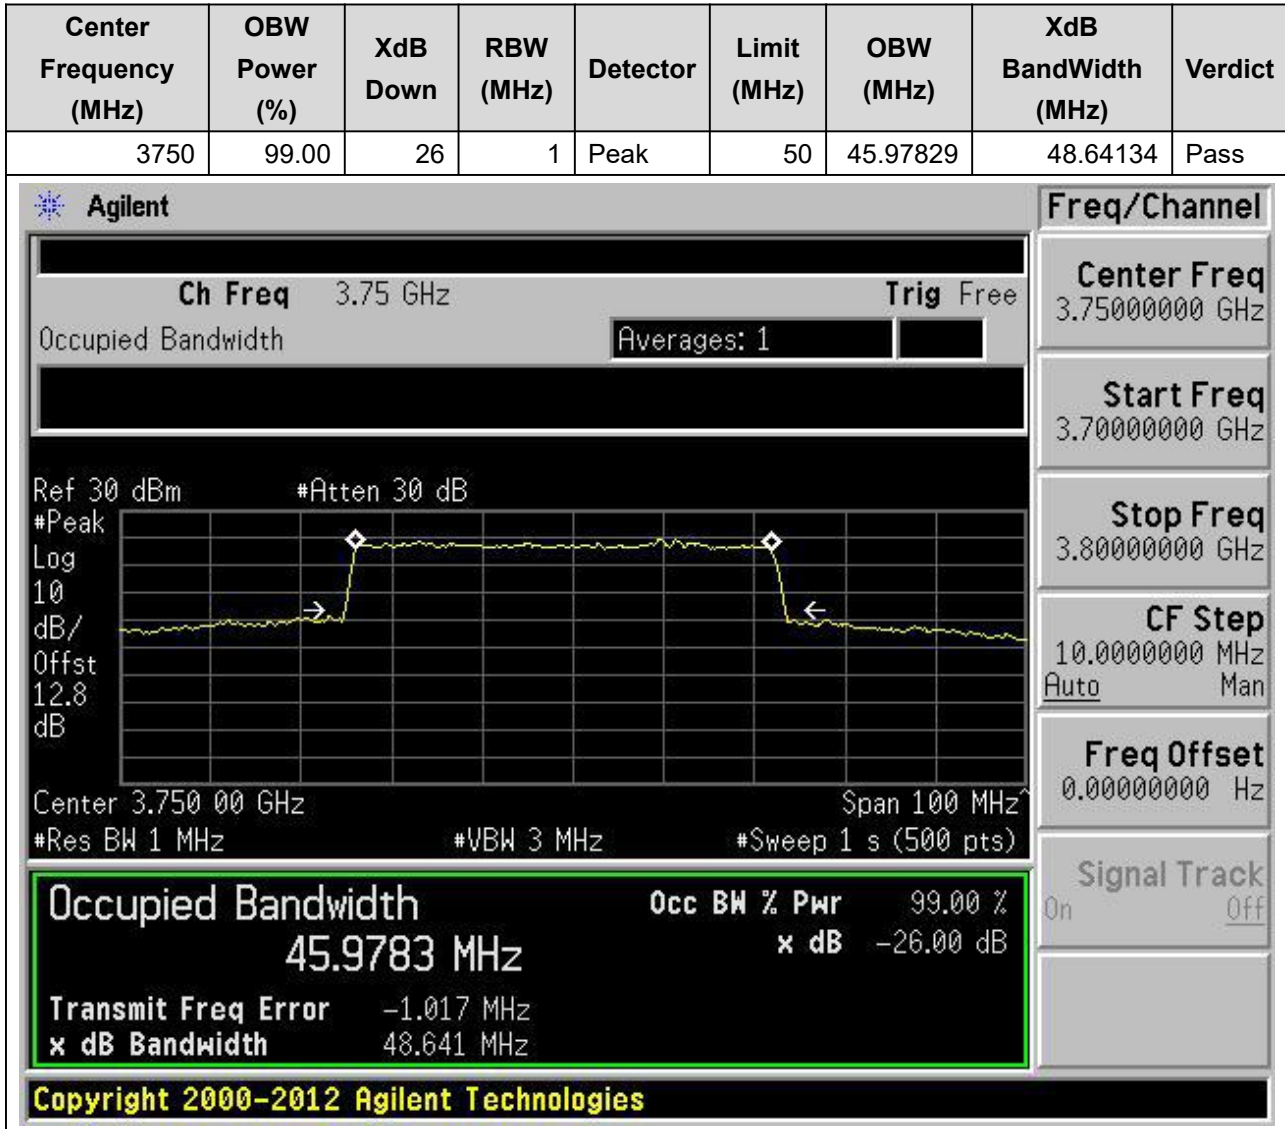 Center Frequency (MHz) OBW Power (%) XdB Down RBW (MHz) Detector Limit (MHz) OBW (MHz) XdB BandWidth (MHz) Verdict
3750 99.00 26 1 Peak 50 45.97829 48.64134 Pass
Agilent
Freq/Channel
Ch Freq 3.75 GHz Trig Free
Occupied Bandwidth Averages: 1
Center Freq
3.75000000 GHz
Start Freq
3.70000000 GHz
Stop Freq
3.80000000 GHz
CF Step
10.0000000 MHz
Auto Man
Freq Offset
0.00000000 Hz
Signal Track
On Off
Ref 30 dBm #Atten 30 dB
#Peak
Log
10
dB/
Offst
12.8
dB
Center 3.750 00 GHz Span 100 MHz^
#Res BW 1 MHz #VBW 3 MHz #Sweep 1 s (500 pts)
Occupied Bandwidth Occ BW % Pwr 99.00 %
45.9783 MHz x dB -26.00 dB
Transmit Freq Error -1.017 MHz
x dB Bandwidth 48.641 MHz
Copyright 2000-2012 Agilent Technologies